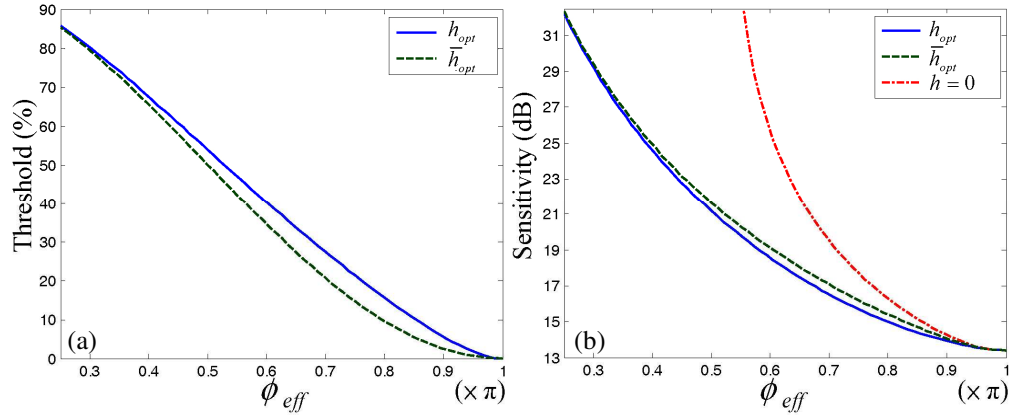 Threshold (%)
90
80
70
60
50
40
30
20
10
0
h_opt
h̄_opt
(a)
0.3 0.4 0.5 0.6 0.7 0.8 0.9 1
ϕ_eff (× π)
Sensitivity (dB)
31
29
27
25
23
21
19
17
15
13
h_opt
h̄_opt
h = 0
(b)
0.3 0.4 0.5 0.6 0.7 0.8 0.9 1
ϕ_eff (× π)